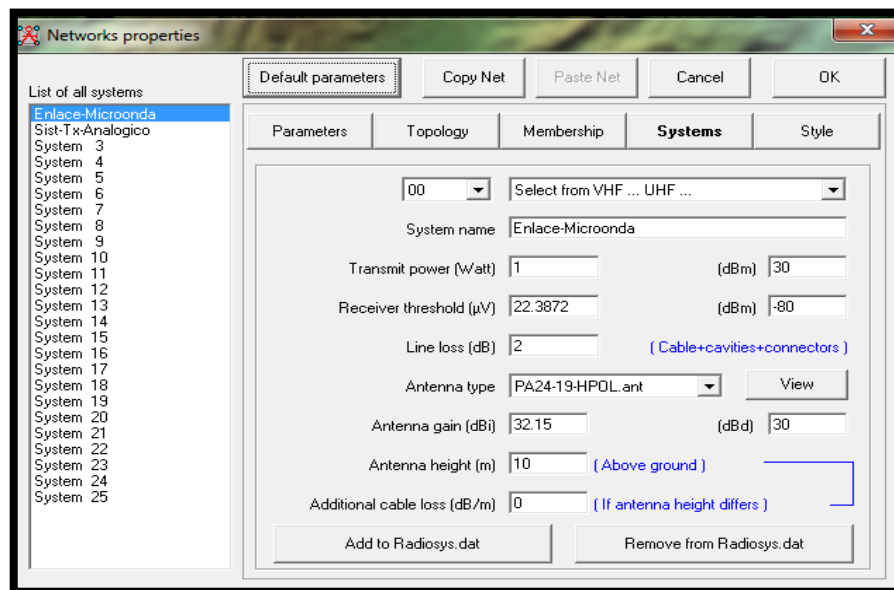 Networks properties
Default parameters Copy Net Paste Net Cancel OK
List of all systems
Enlace-Microonda
Sist-Tx-Analogico
System 3
System 4
System 5
System 6
System 7
System 8
System 9
System 10
System 11
System 12
System 13
System 14
System 15
System 16
System 17
System 18
System 19
System 20
System 21
System 22
System 23
System 24
System 25
Parameters Topology Membership Systems Style
00 Select from VHF ... UHF ...
System name Enlace-Microonda
Transmit power (Watt) 1 (dBm) 30
Receiver threshold (µV) 22.3872 (dBm) -80
Line loss (dB) 2 ( Cable+cavities+connectors )
Antenna type PA24-19-HPOL.ant View
Antenna gain (dBi) 32.15 (dBd) 30
Antenna height (m) 10 ( Above ground )
Additional cable loss (dB/m) 0 ( If antenna height differs )
Add to Radiosys.dat Remove from Radiosys.dat